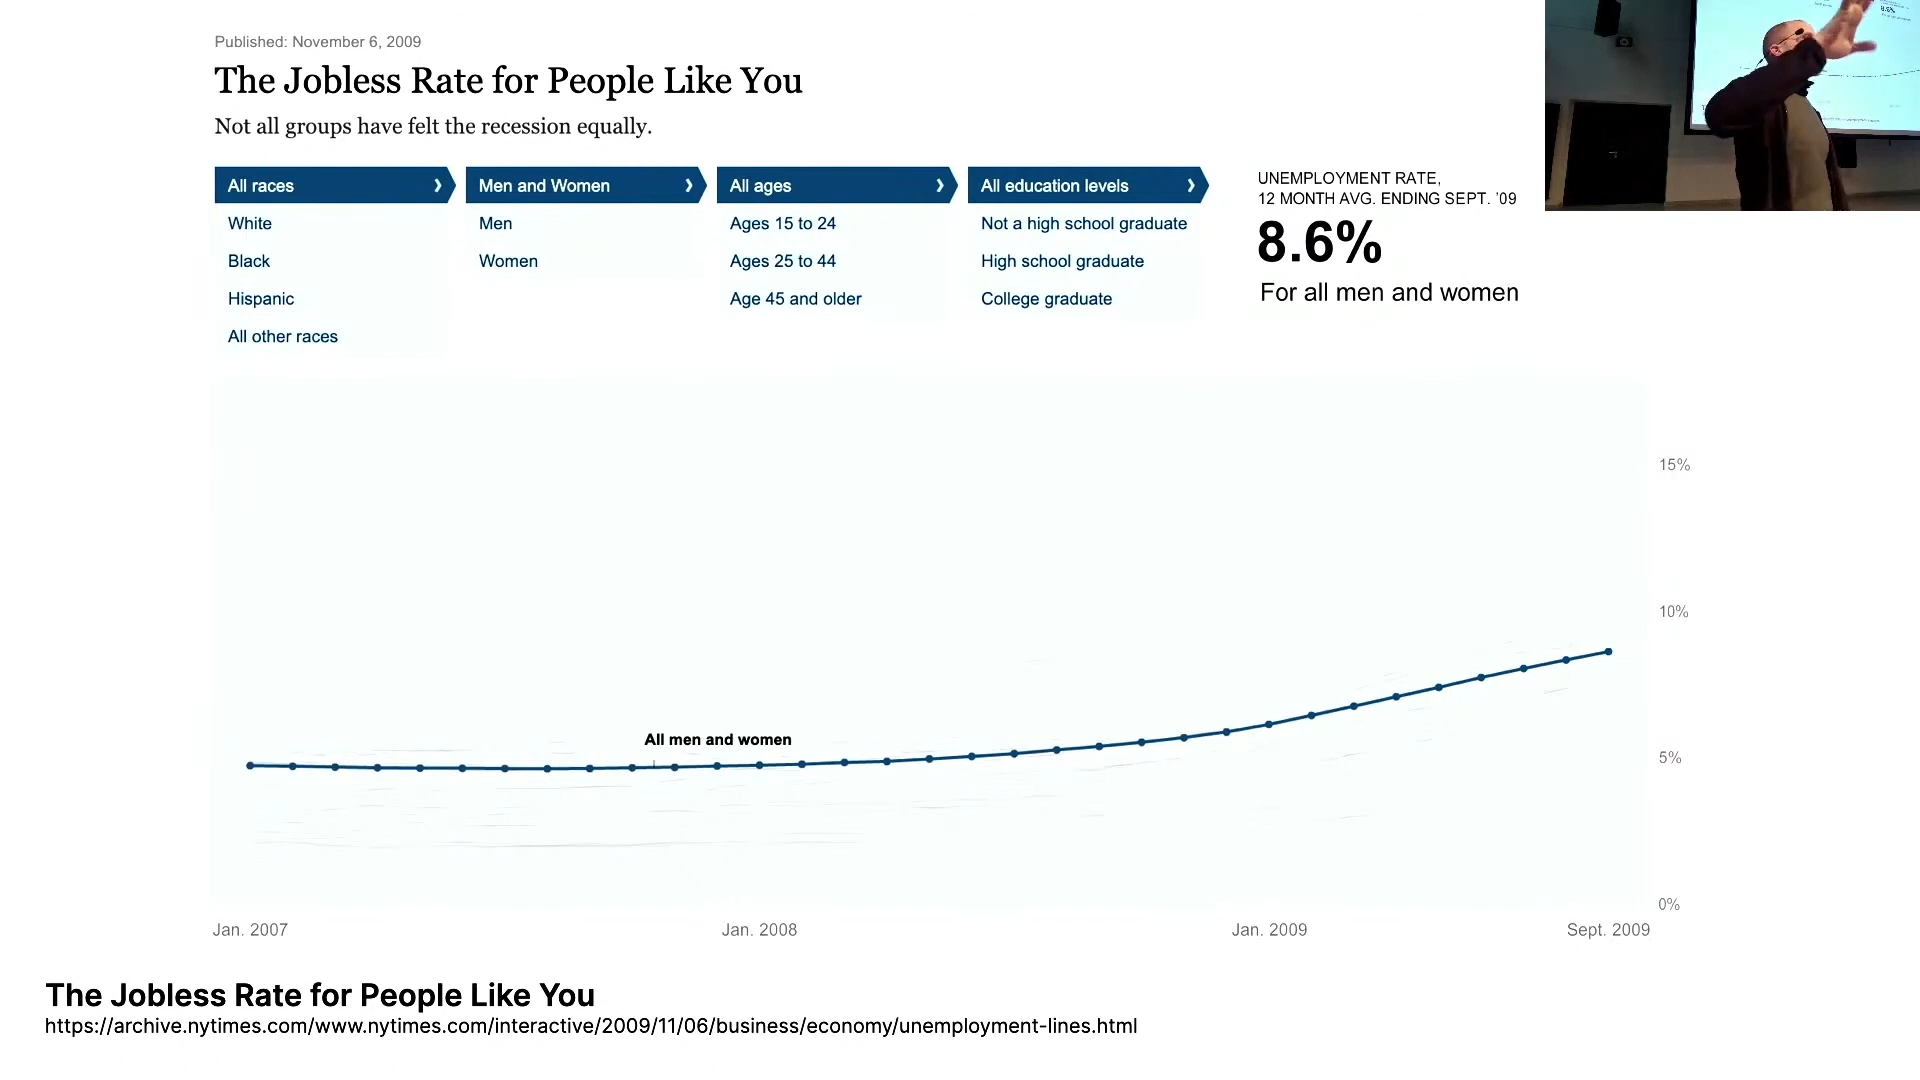 Published: November 6, 2009
The Jobless Rate for People Like You
Not all groups have felt the recession equally.
All races
White
Black
Hispanic
All other races
Men and Women
Men
Women
All ages
Ages 15 to 24
Ages 25 to 44
Age 45 and older
All education levels
Not a high school graduate
High school graduate
College graduate
UNEMPLOYMENT RATE,
12 MONTH AVG. ENDING SEPT. '09
8.6%
For all men and women
8.6%
15%
10%
5%
0%
All men and women
Jan. 2007
Jan. 2008
Jan. 2009
Sept. 2009
The Jobless Rate for People Like You
https://archive.nytimes.com/www.nytimes.com/interactive/2009/11/06/business/economy/unemployment-lines.html